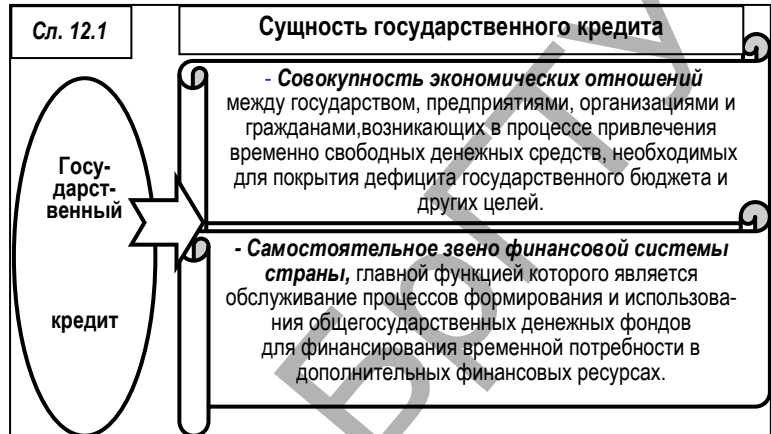 Сл. 12.1
Сущность государственного кредита
- Совокупность экономических отношений
между государством, предприятиями, организациями и
гражданами,возникающих в процессе привлечения
временно свободных денежных средств, необходимых
для покрытия дефицита государственного бюджета и
других целей.
Госу-
дарст-
венный
кредит
- Самостоятельное звено финансовой системы
страны, главной функцией которого является
обслуживание процессов формирования и использова-
ния общегосударственных денежных фондов
для финансирования временной потребности в
дополнительных финансовых ресурсах.
БрГТУ